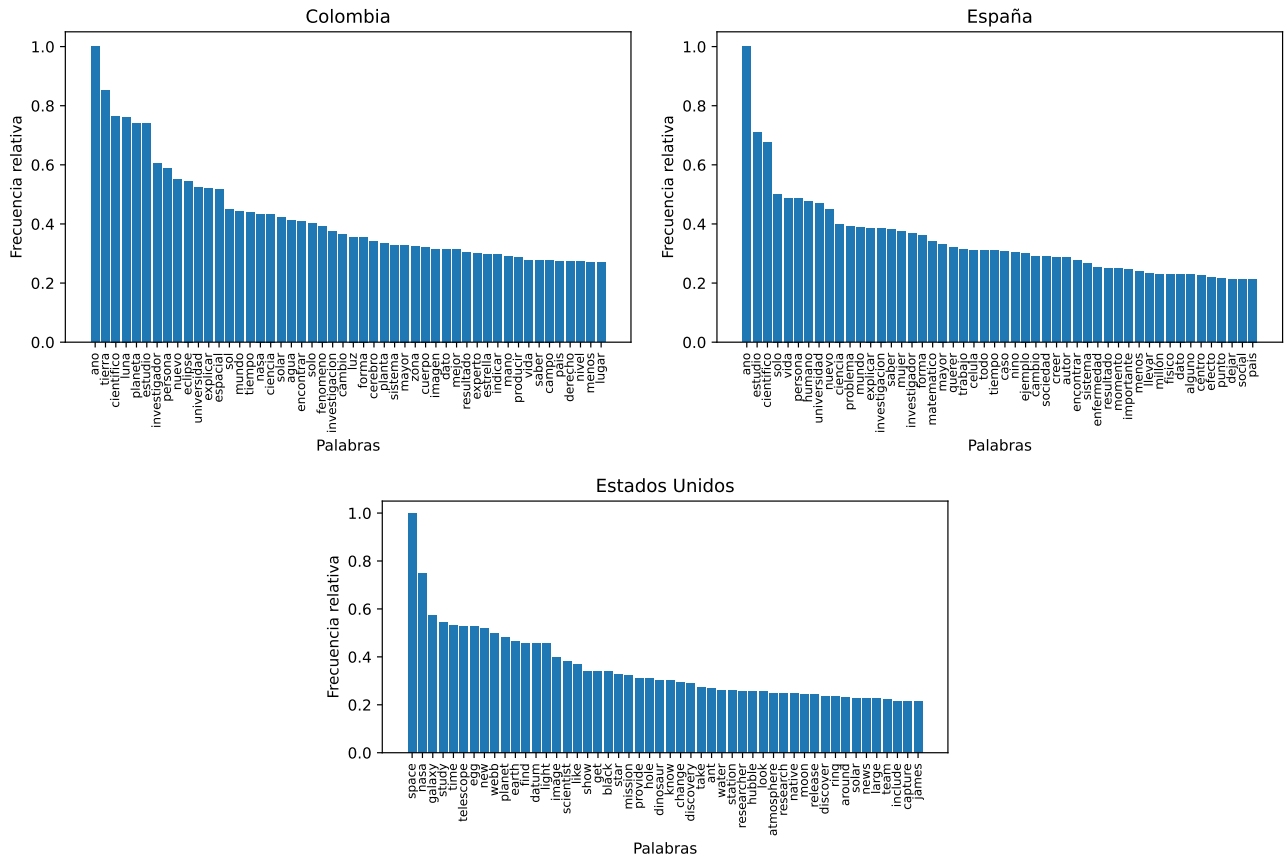 Colombia
Frecuencia relativa
1.0
0.8
0.6
0.4
0.2
0.0
ano tierra cientifico luna planeta estudio investigador persona nuevo eclipse universidad explicar espacial sol mundo tiempo nasa ciencia solar agua encontrar solo fenomeno investigacion cambio luz forma cerebro planta sistema mayor zona cuerpo imagen dato mejor resultado experto estrella indicar mano producir vida saber campo pais derecho nivel menos lugar
Palabras
España
Frecuencia relativa
1.0
0.8
0.6
0.4
0.2
0.0
ano estudio cientifico solo vida persona humano universidad nuevo ciencia problema mundo explicar investigacion saber mujer investigador forma matematico mayor querer trabajo celula todo tiempo caso nino ejemplo cambio sociedad creer autor encontrar sistema enfermedad resultado momento importante menos llevar millón fisico dato alguno centro efecto punto dejar social pais
Palabras
Estados Unidos
Frecuencia relativa
1.0
0.8
0.6
0.4
0.2
0.0
space nasa galaxy study time telescope egg new webb planet earth find datum light image scientist like show get black star mission provide hole dinosaur know change discovery take ant water station researcher hubble look atmosphere research native moon release discover ring around solar news large team include capture james
Palabras